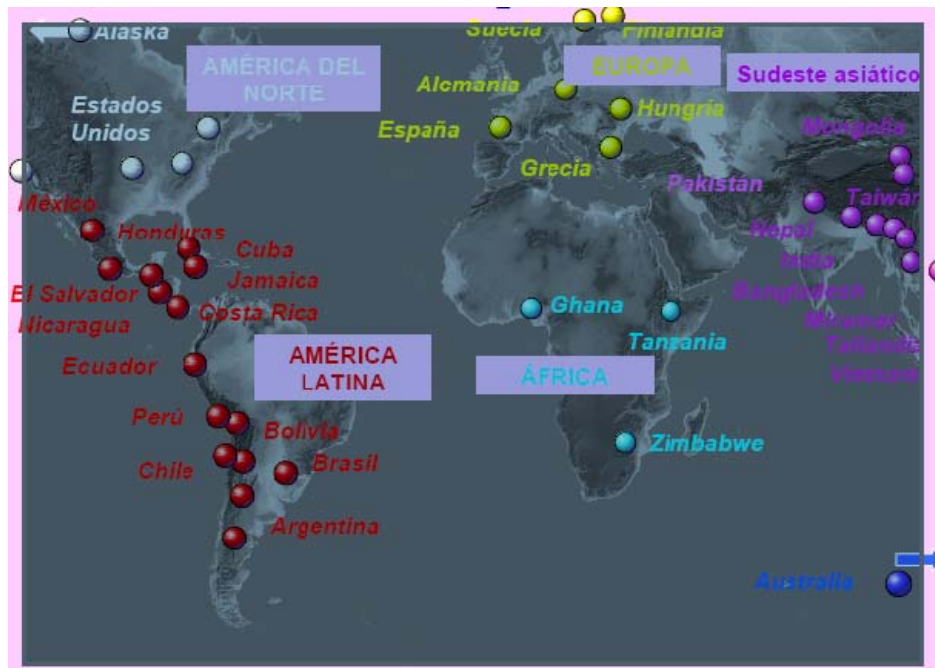 Suecia
Finlandia
Alaska
AMÉRICA DEL
NORTE
EUROPA
Sudeste asiático
Alemania
Estados
Unidos
Hungría
España
Mongolia
Grecia
Pakistán
Taiwan
México
Honduras
Cuba
Nepal
Jamaica
India
El Salvador
Bangladesh
Nicaragua
Costa Rica
Ghana
Miramar
Tanzania
Tailandia
Ecuador
AMÉRICA
LATINA
ÁFRICA
Vietnam
Perú
Bolivia
Zimbabwe
Chile
Brasil
Argentina
Australia